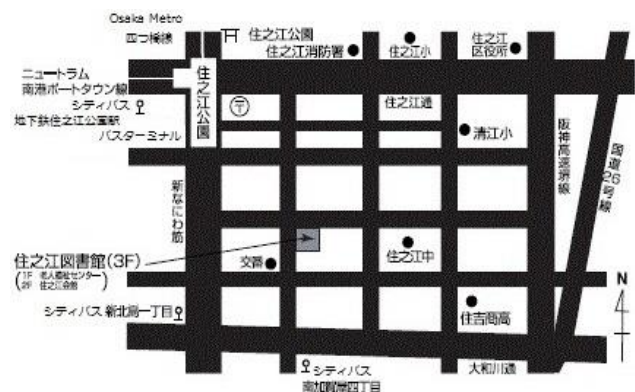 Osaka Metro
四つ橋線
住之江公園
住之江消防署
住之江小
住之江
区役所
ニュートラム
南港ポートタウン線
シティバス
地下鉄住之江公園駅
バスターミナル
住之江公園
〒
住之江通
清江小
阪神高速堺線
国道26号線
新なにわ筋
住之江図書館(3F)
(1F 老人福祉センター
2F 住之江会館)
交番
住之江中
N
シティバス 新北島一丁目
住吉商高
シティバス
南加賀屋四丁目
大和川通